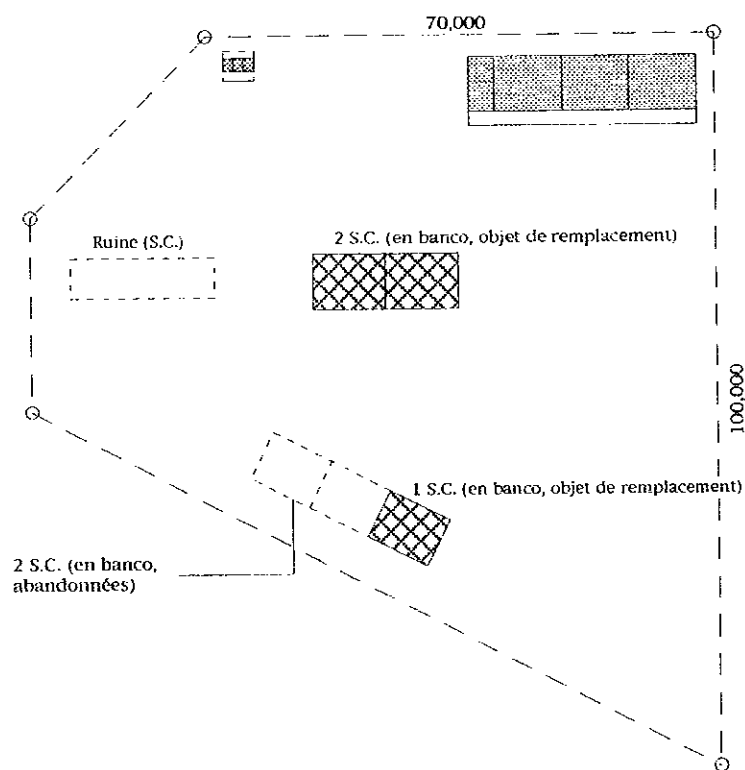 70,000
Ruine (S.C.)
2 S.C. (en banco, objet de remplacement)
100,000
1 S.C. (en banco, objet de remplacement)
2 S.C. (en banco,
abandonnées)